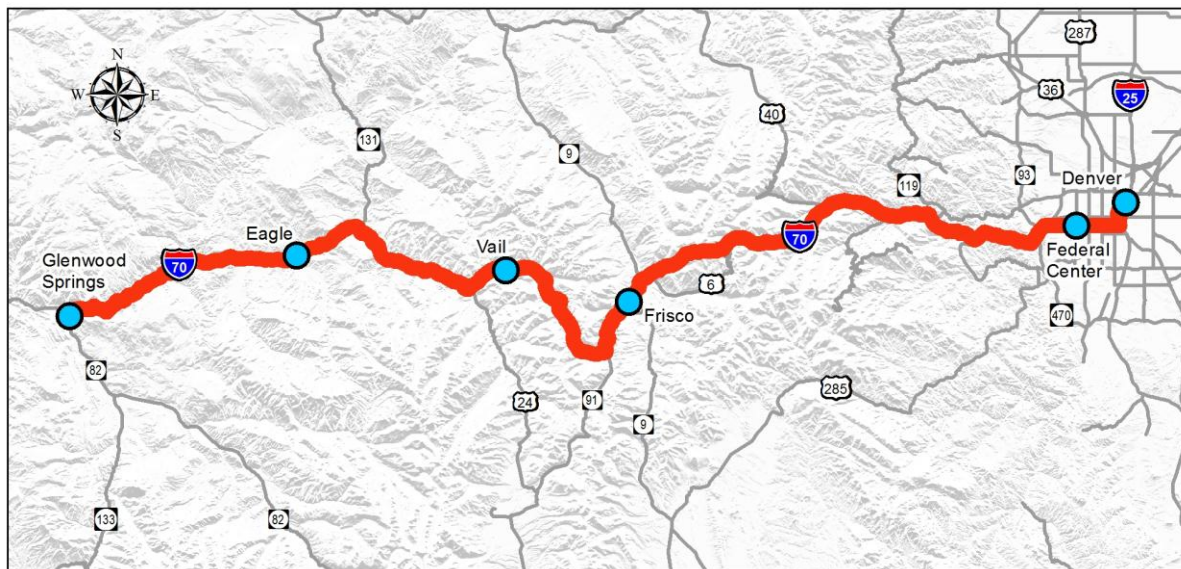 N
W E
S
287
36
25
40
131
9
119
93
Denver
Eagle
Vail
70
Federal
Center
Glenwood
Springs
70
6
Frisco
470
82
24
91
285
9
133
82